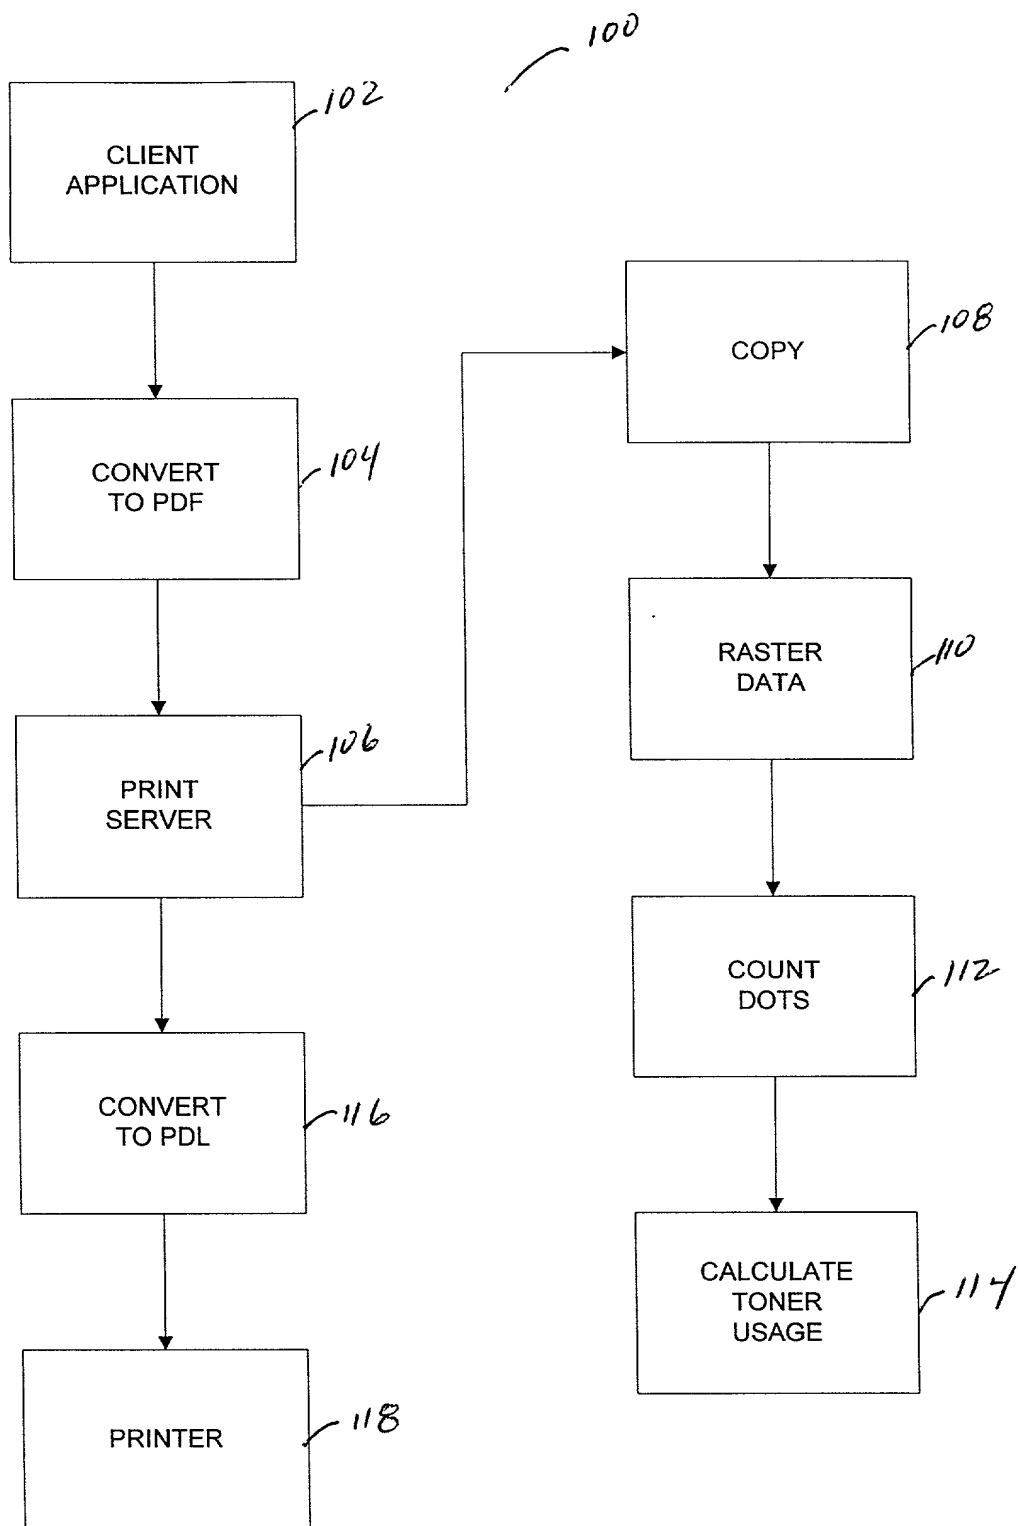 100
102
CLIENT
APPLICATION
104
CONVERT
TO PDF
106
PRINT
SERVER
116
CONVERT
TO PDL
118
PRINTER
108
COPY
110
RASTER
DATA
112
COUNT
DOTS
114
CALCULATE
TONER
USAGE